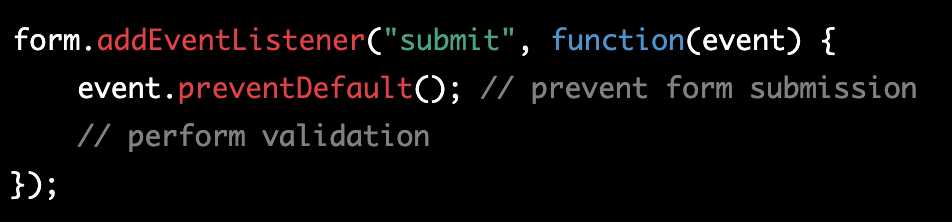 form.addEventListener("submit", function(event) {
    event.preventDefault(); // prevent form submission
    // perform validation
});